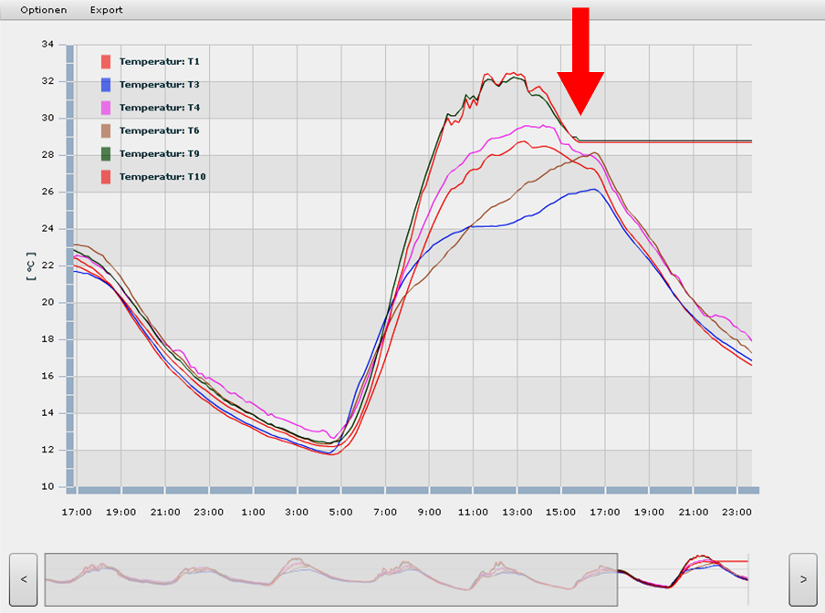 Optionen Export
34
Temperatur: T1
32
Temperatur: T3
Temperatur: T4
30
Temperatur: T6
28
Temperatur: T9
Temperatur: T10
26
24
[ °C ]
22
20
18
16
14
12
10
17:00 19:00 21:00 23:00 1:00 3:00 5:00 7:00 9:00 11:00 13:00 15:00 17:00 19:00 21:00 23:00
< >